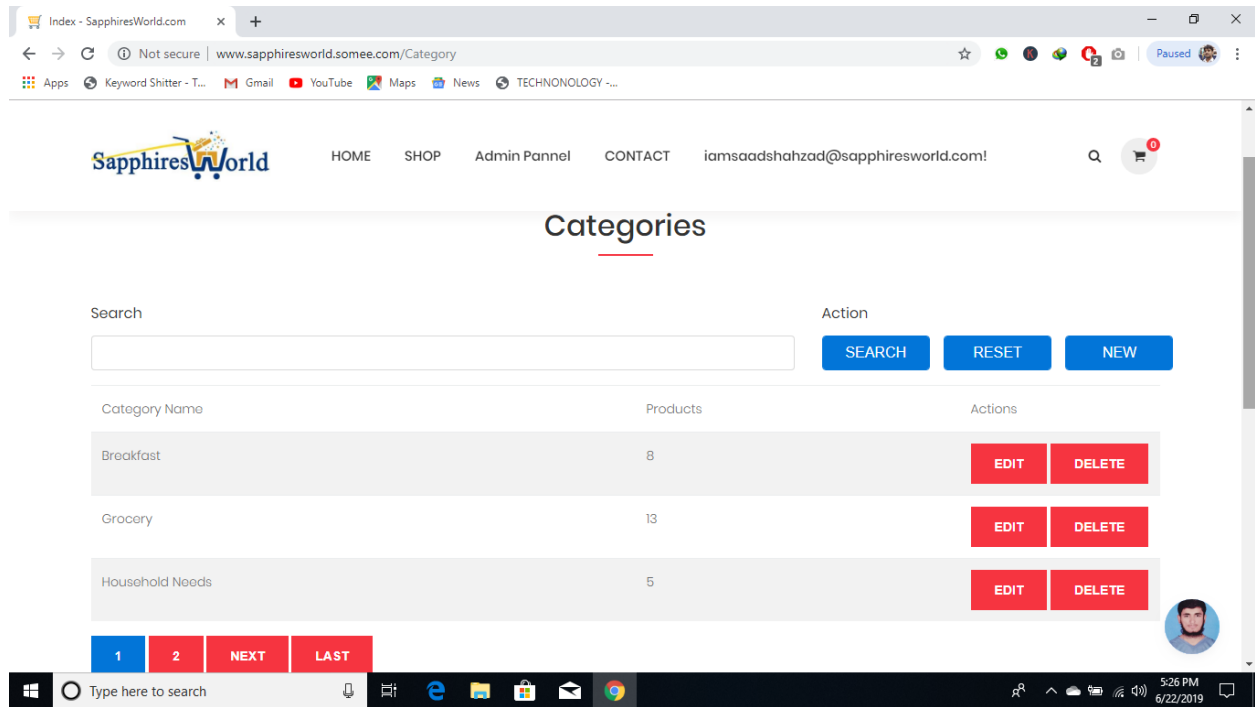 Index - SapphiresWorld.com
Not secure | www.sapphiresworld.somee.com/Category Paused
Apps Keyword Shitter - T... Gmail YouTube Maps News TECHNONOLOGY -...
SapphiresWorld HOME SHOP Admin Pannel CONTACT iamsaadshahzad@sapphiresworld.com! 0
Categories
Search Action
SEARCH RESET NEW
Category Name Products Actions
Breakfast 8 EDIT DELETE
Grocery 13 EDIT DELETE
Household Needs 5 EDIT DELETE
1 2 NEXT LAST
Type here to search 5:26 PM
6/22/2019